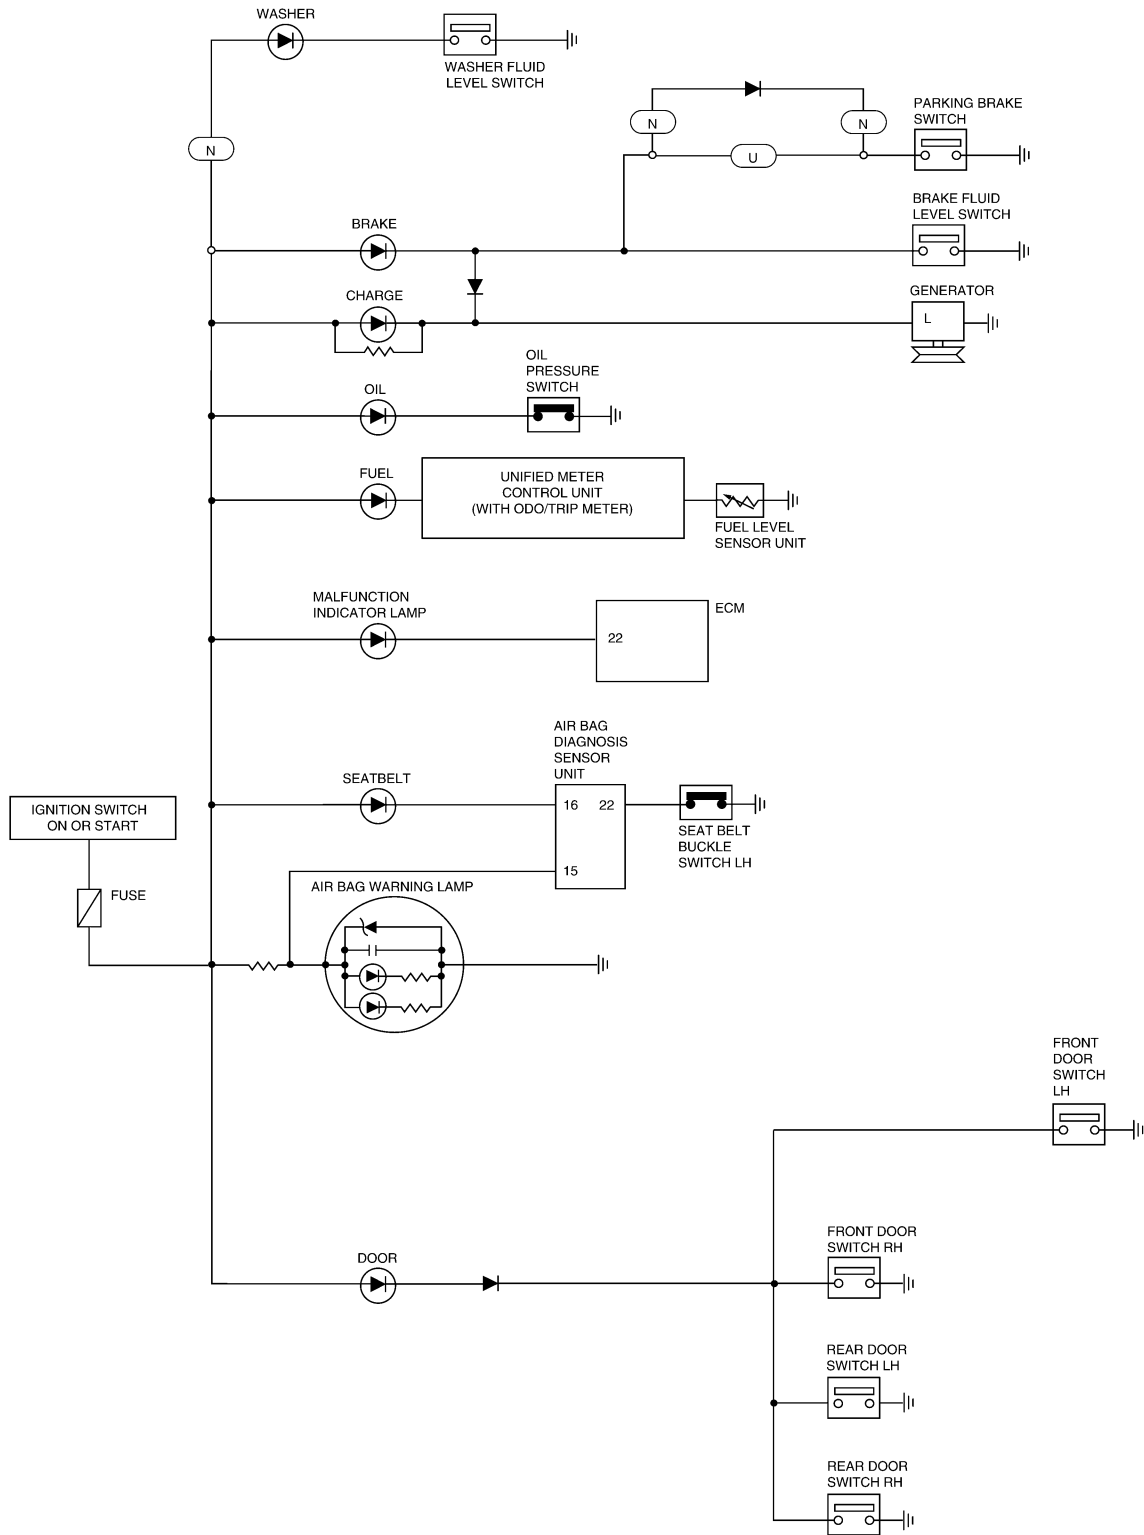 WASHER
WASHER FLUID
LEVEL SWITCH
N
N
N
U
PARKING BRAKE
SWITCH
BRAKE
BRAKE FLUID
LEVEL SWITCH
CHARGE
GENERATOR
L
OIL
PRESSURE
SWITCH
OIL
FUEL
UNIFIED METER
CONTROL UNIT
(WITH ODO/TRIP METER)
FUEL LEVEL
SENSOR UNIT
MALFUNCTION
INDICATOR LAMP
22
ECM
AIR BAG
DIAGNOSIS
SENSOR
UNIT
SEATBELT
16 22
15
SEAT BELT
BUCKLE
SWITCH LH
IGNITION SWITCH
ON OR START
FUSE
AIR BAG WARNING LAMP
FRONT
DOOR
SWITCH
LH
FRONT DOOR
SWITCH RH
DOOR
REAR DOOR
SWITCH LH
REAR DOOR
SWITCH RH